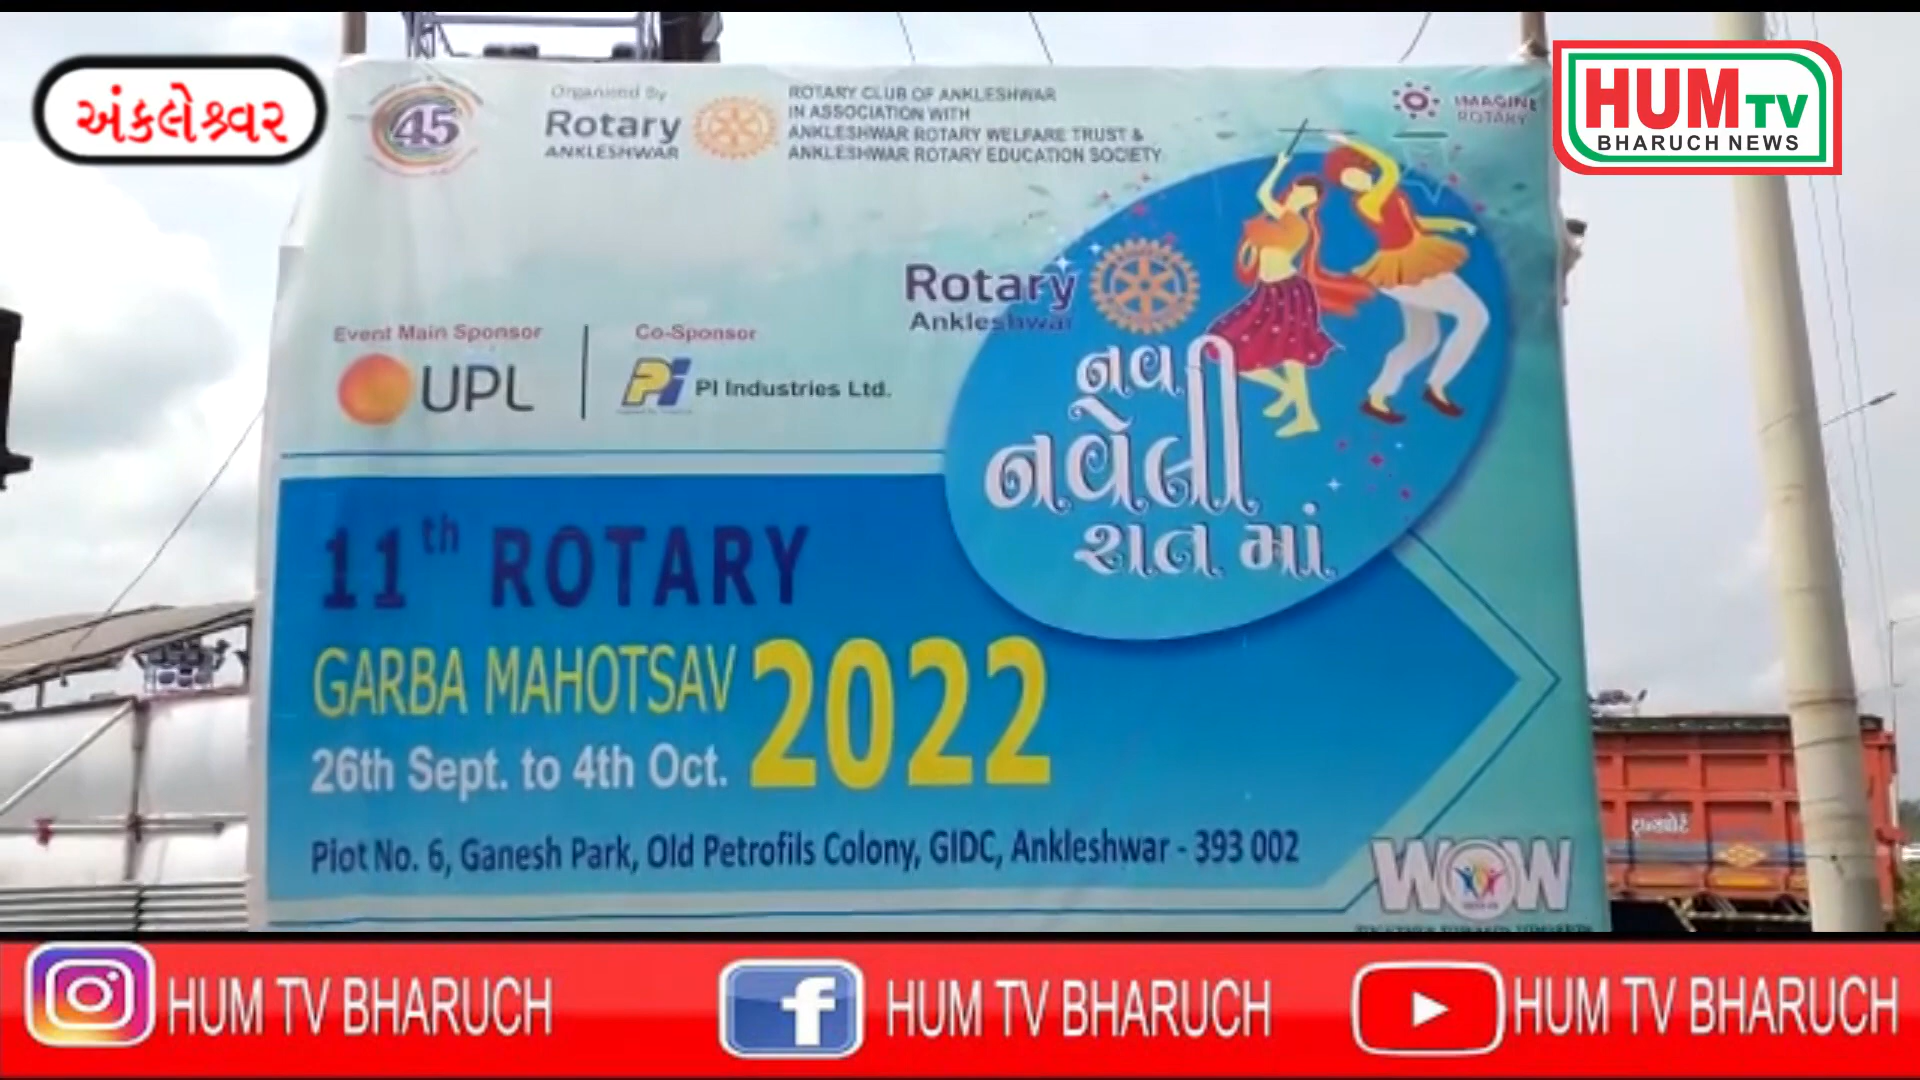 અંકલેશ્વર
HUM TV
BHARUCH NEWS
45
Organised By
Rotary
ANKLESHWAR
ROTARY CLUB OF ANKLESHWAR
IN ASSOCIATION WITH
ANKLESHWAR ROTARY WELFARE TRUST &
ANKLESHWAR ROTARY EDUCATION SOCIETY
IMAGINE
ROTARY
Rotary
Ankleshwar
Event Main Sponsor
UPL
Co-Sponsor
Pi PI Industries Ltd.
નવ
નવેલી
રાત માં
11th ROTARY
GARBA MAHOTSAV 2022
26th Sept. to 4th Oct.
Plot No. 6, Ganesh Park, Old Petrofils Colony, GIDC, Ankleshwar - 393 002
WOW
HUM TV BHARUCH
HUM TV BHARUCH
HUM TV BHARUCH